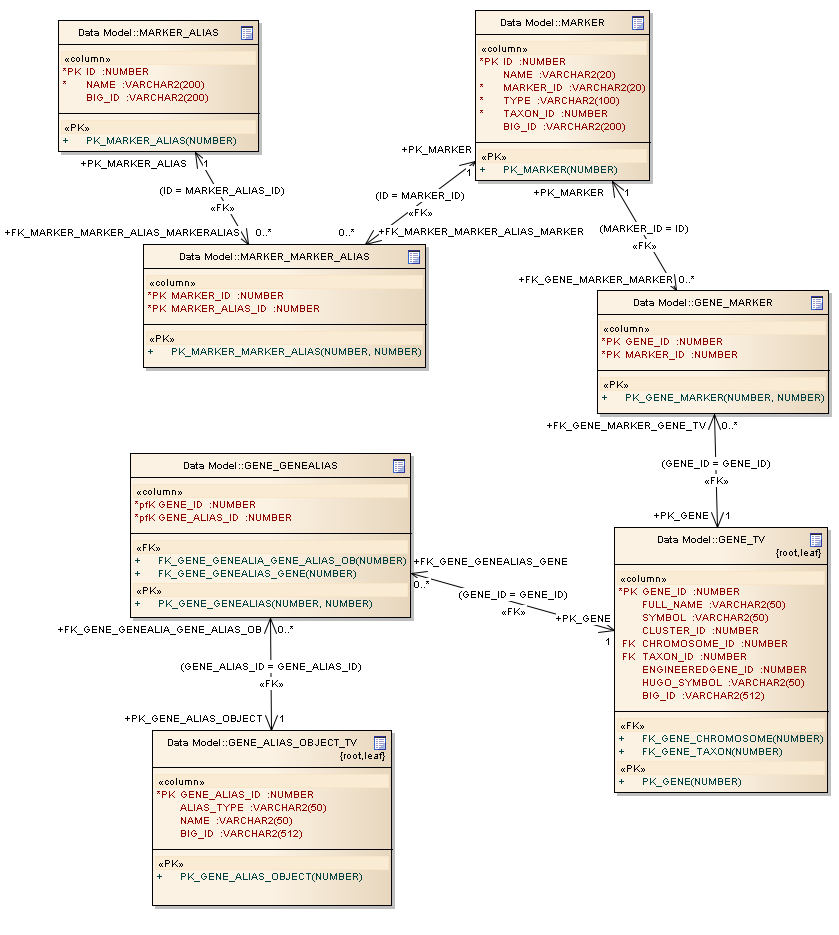 Data Model::MARKER_ALIAS
«column»
*PK ID :NUMBER
* NAME :VARCHAR2(200)
BIG_ID :VARCHAR2(200)
«PK»
+ PK_MARKER_ALIAS(NUMBER)
Data Model::MARKER
«column»
*PK ID :NUMBER
NAME :VARCHAR2(20)
* MARKER_ID :VARCHAR2(20)
* TYPE :VARCHAR2(100)
* TAXON_ID :NUMBER
BIG_ID :VARCHAR2(200)
«PK»
+ PK_MARKER(NUMBER)
+PK_MARKER_ALIAS 1
(ID = MARKER_ALIAS_ID)
«FK»
+FK_MARKER_MARKER_ALIAS_MARKERALIAS 0..*
+PK_MARKER
1
(ID = MARKER_ID)
«FK»
0..* +FK_MARKER_MARKER_ALIAS_MARKER
+PK_MARKER 1
(MARKER_ID = ID)
«FK»
+FK_GENE_MARKER_MARKER 0..*
Data Model::MARKER_MARKER_ALIAS
«column»
*PK MARKER_ID :NUMBER
*PK MARKER_ALIAS_ID :NUMBER
«PK»
+ PK_MARKER_MARKER_ALIAS(NUMBER, NUMBER)
Data Model::GENE_MARKER
«column»
*PK GENE_ID :NUMBER
*PK MARKER_ID :NUMBER
«PK»
+ PK_GENE_MARKER(NUMBER, NUMBER)
+FK_GENE_MARKER_GENE_TV 0..*
(GENE_ID = GENE_ID)
«FK»
+PK_GENE 1
Data Model::GENE_GENEALIAS
«column»
*pfK GENE_ID :NUMBER
*pfK GENE_ALIAS_ID :NUMBER
«FK»
+ FK_GENE_GENEALIA_GENE_ALIAS_OB(NUMBER)
+ FK_GENE_GENEALIAS_GENE(NUMBER)
«PK»
+ PK_GENE_GENEALIAS(NUMBER, NUMBER)
+FK_GENE_GENEALIAS_GENE
0..*
(GENE_ID = GENE_ID)
«FK»
+PK_GENE
1
Data Model::GENE_TV
{root,leaf}
«column»
*PK GENE_ID :NUMBER
FULL_NAME :VARCHAR2(50)
SYMBOL :VARCHAR2(50)
CLUSTER_ID :NUMBER
FK CHROMOSOME_ID :NUMBER
FK TAXON_ID :NUMBER
ENGINEEREDGENE_ID :NUMBER
HUGO_SYMBOL :VARCHAR2(50)
BIG_ID :VARCHAR2(512)
«FK»
+ FK_GENE_CHROMOSOME(NUMBER)
+ FK_GENE_TAXON(NUMBER)
«PK»
+ PK_GENE(NUMBER)
+FK_GENE_GENEALIA_GENE_ALIAS_OB 0..*
(GENE_ALIAS_ID = GENE_ALIAS_ID)
«FK»
+PK_GENE_ALIAS_OBJECT 1
Data Model::GENE_ALIAS_OBJECT_TV
{root,leaf}
«column»
*PK GENE_ALIAS_ID :NUMBER
ALIAS_TYPE :VARCHAR2(50)
NAME :VARCHAR2(50)
BIG_ID :VARCHAR2(512)
«PK»
+ PK_GENE_ALIAS_OBJECT(NUMBER)